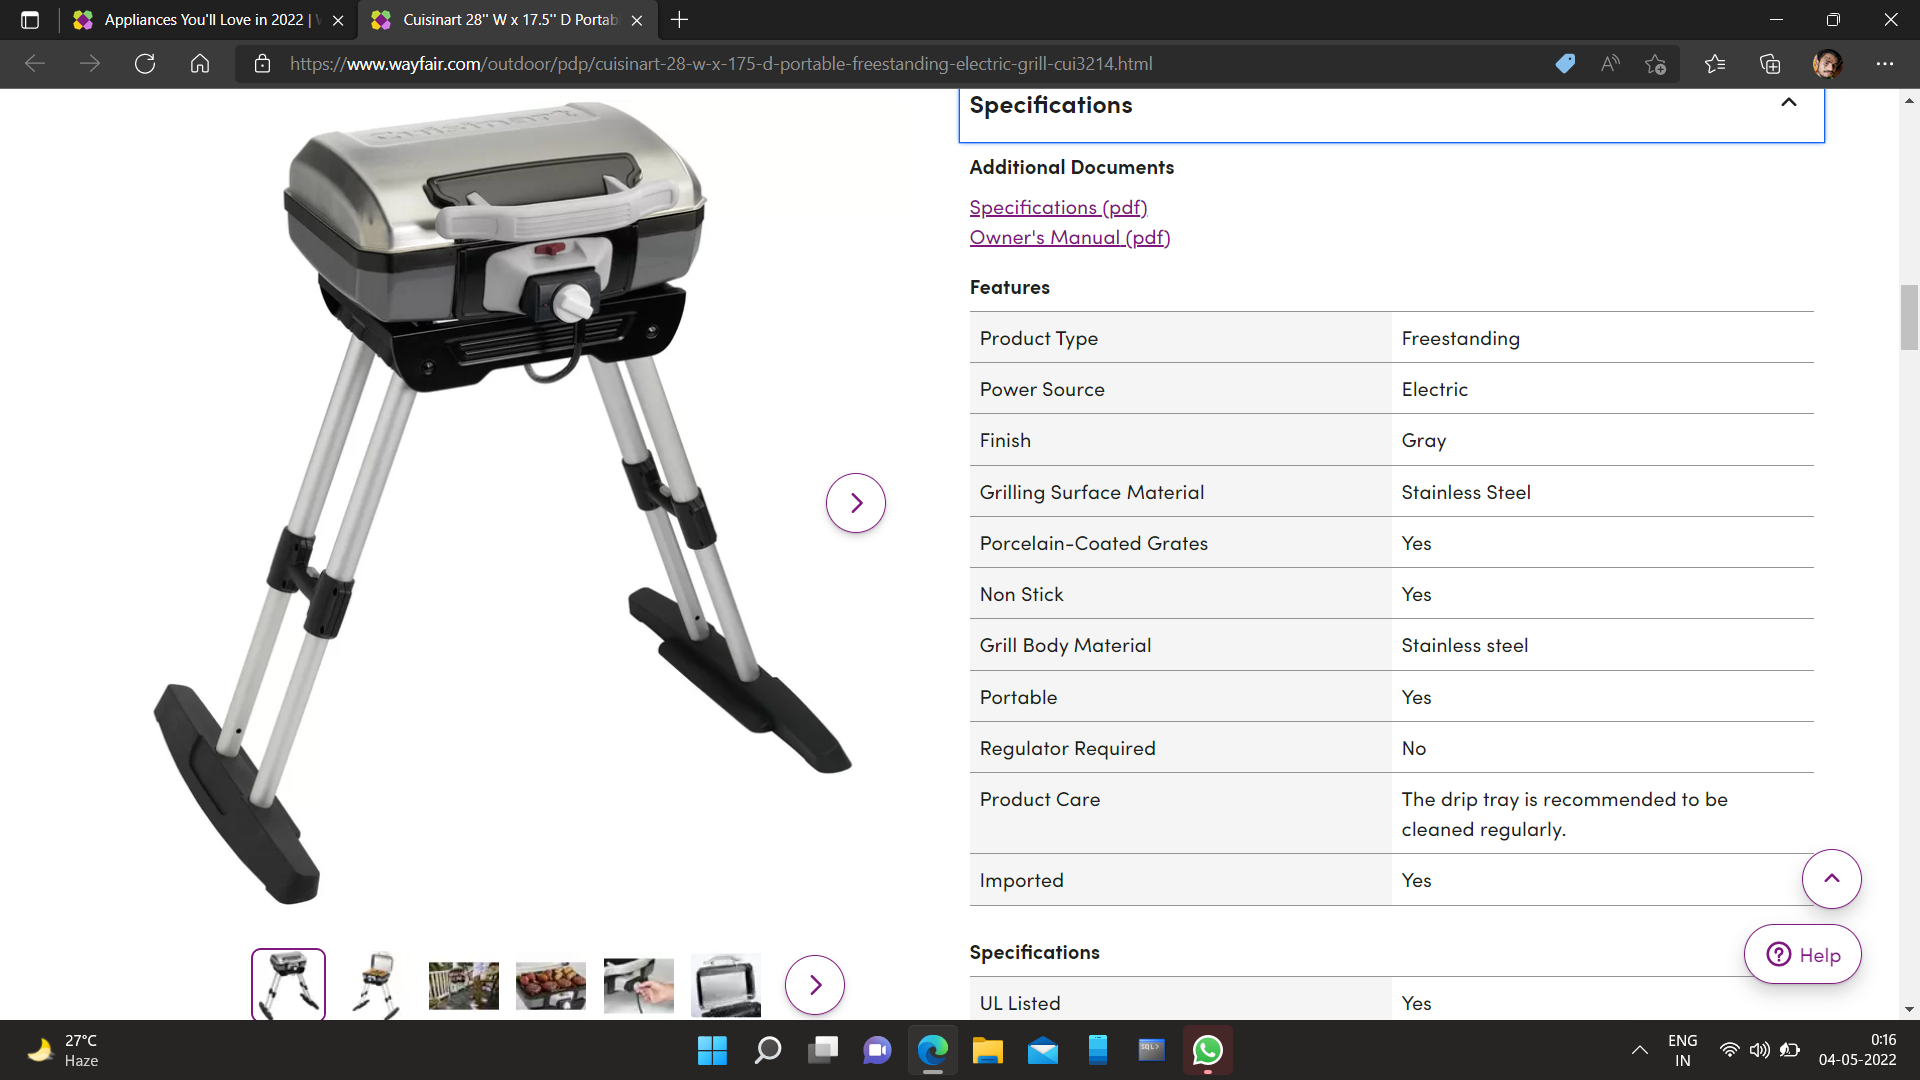 Appliances You'll Love in 2022 |
Cuisinart 28'' W x 17.5'' D Portab
https://www.wayfair.com/outdoor/pdp/cuisinart-28-w-x-175-d-portable-freestanding-electric-grill-cui3214.html
Cuisinart
Specifications
Additional Documents
Specifications (pdf)
Owner's Manual (pdf)
Features
Product Type Freestanding
Power Source Electric
Finish Gray
Grilling Surface Material Stainless Steel
Porcelain-Coated Grates Yes
Non Stick Yes
Grill Body Material Stainless steel
Portable Yes
Regulator Required No
Product Care The drip tray is recommended to be
cleaned regularly.
Imported Yes
Specifications
UL Listed Yes
Help
27°C
Haze
SQL>
ENG
IN
0:16
04-05-2022